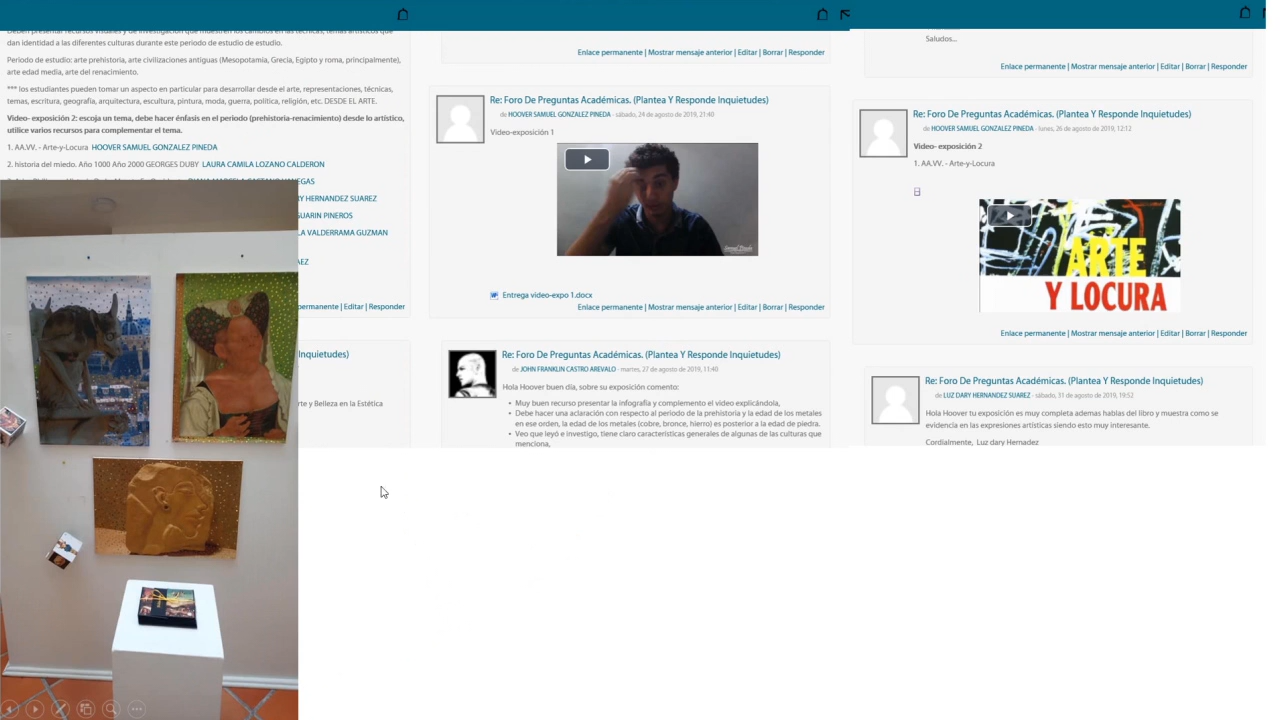 Deben presentar recursos visuales y de investigación que muestren los cambios en las técnicas, temas artísticos que
dan identidad a las diferentes culturas durante este periodo de estudio de estudio.
Periodo de estudio: arte prehistoria, arte civilizaciones antiguas (Mesopotamia, Grecia, Egipto y roma, principalmente),
arte edad media, arte del renacimiento.
*** los estudiantes pueden tomar un aspecto en particular para desarrollar desde el arte, representaciones, técnicas,
temas, escritura, geografía, arquitectura, escultura, pintura, moda, guerra, política, religión, etc. DESDE EL ARTE.
Video- exposición 2: escoja un tema, debe hacer énfasis en el periodo (prehistoria-renacimiento) desde lo artístico,
utilice varios recursos para complementar el tema.
1. AA.VV. - Arte-y-Locura HOOVER SAMUEL GONZALEZ PINEDA
2. historia del miedo. Año 1000 Año 2000 GEORGES DUBY LAURA CAMILA LOZANO CALDERON
HERNANDEZ SUAREZ
GUARIN PINEROS
VALDERRAMA GUZMAN
permanente | Editar | Responder
Inquietudes)
y Belleza en la Estética
Enlace permanente | Mostrar mensaje anterior | Editar | Borrar | Responder
Re: Foro De Preguntas Académicas. (Plantea Y Responde Inquietudes)
de HOOVER SAMUEL GONZALEZ PINEDA - sábado, 24 de agosto de 2019, 21:40
Video-exposición 1
Entrega video-expo 1.docx
Enlace permanente | Mostrar mensaje anterior | Editar | Borrar | Responder
Re: Foro De Preguntas Académicas. (Plantea Y Responde Inquietudes)
de JOHN FRANKLIN CASTRO AREVALO - martes, 27 de agosto de 2019, 11:40
Hola Hoover buen día, sobre su exposición comento:
• Muy buen recurso presentar la infografía y complemento el video explicándola,
• Debe hacer una aclaración con respecto al periodo de la prehistoria y la edad de los metales
en ese orden, la edad de los metales (cobre, bronce, hierro) es posterior a la edad de piedra.
• Veo que leyó e investigo, tiene claro características generales de algunas de las culturas que
menciona,
Saludos...
Enlace permanente | Mostrar mensaje anterior | Editar | Borrar | Responder
Re: Foro De Preguntas Académicas. (Plantea Y Responde Inquietudes)
de HOOVER SAMUEL GONZALEZ PINEDA - lunes, 26 de agosto de 2019, 12:12
Video- exposición 2
1. AA.VV. - Arte-y-Locura
ARTE
Y LOCURA
Enlace permanente | Mostrar mensaje anterior | Editar | Borrar | Responder
Re: Foro De Preguntas Académicas. (Plantea Y Responde Inquietudes)
de LUZ DARY HERNANDEZ SUAREZ - sábado, 31 de agosto de 2019, 19:52
Hola Hoover tu exposición es muy completa ademas hablas del libro y muestra como se
evidencia en las expresiones artísticas siendo esto muy interesante.
Cordialmente, Luz dary Hernadez